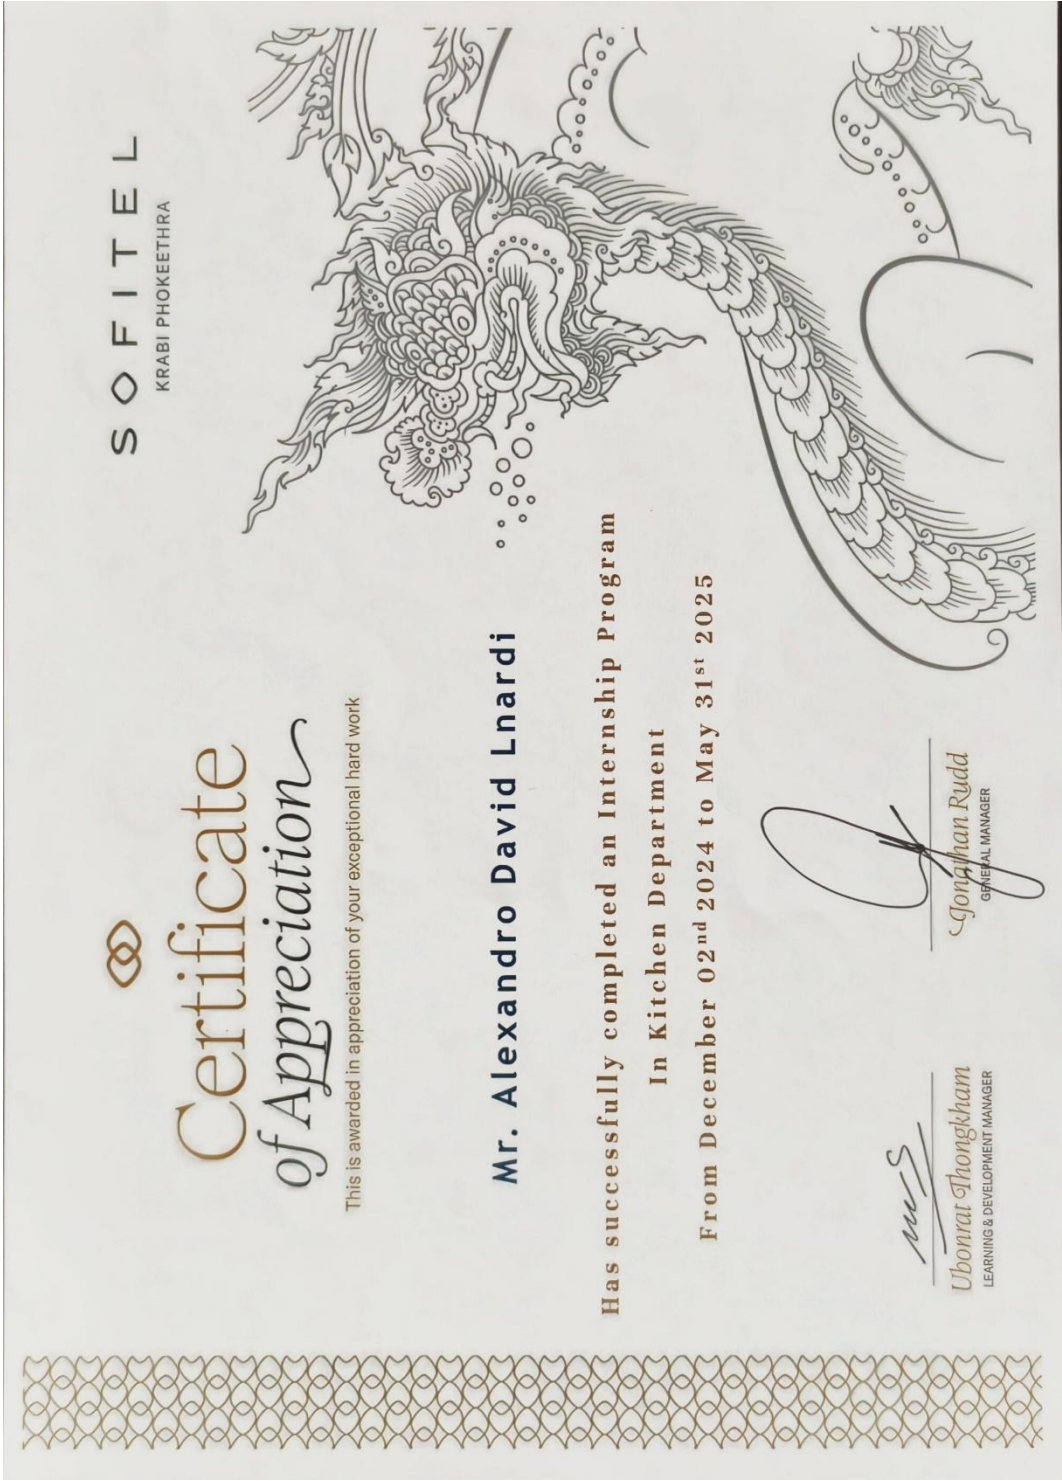 SOFITEL
KRABI PHOKEETHRA
Certificate
of Appreciation
This is awarded in appreciation of your exceptional hard work
Mr. Alexandro David Lnardi
Has successfully completed an Internship Program
In Kitchen Department
From December 02nd 2024 to May 31st 2025
Ubonrat Thongkham
LEARNING & DEVELOPMENT MANAGER
Jonathan Rudd
GENERAL MANAGER